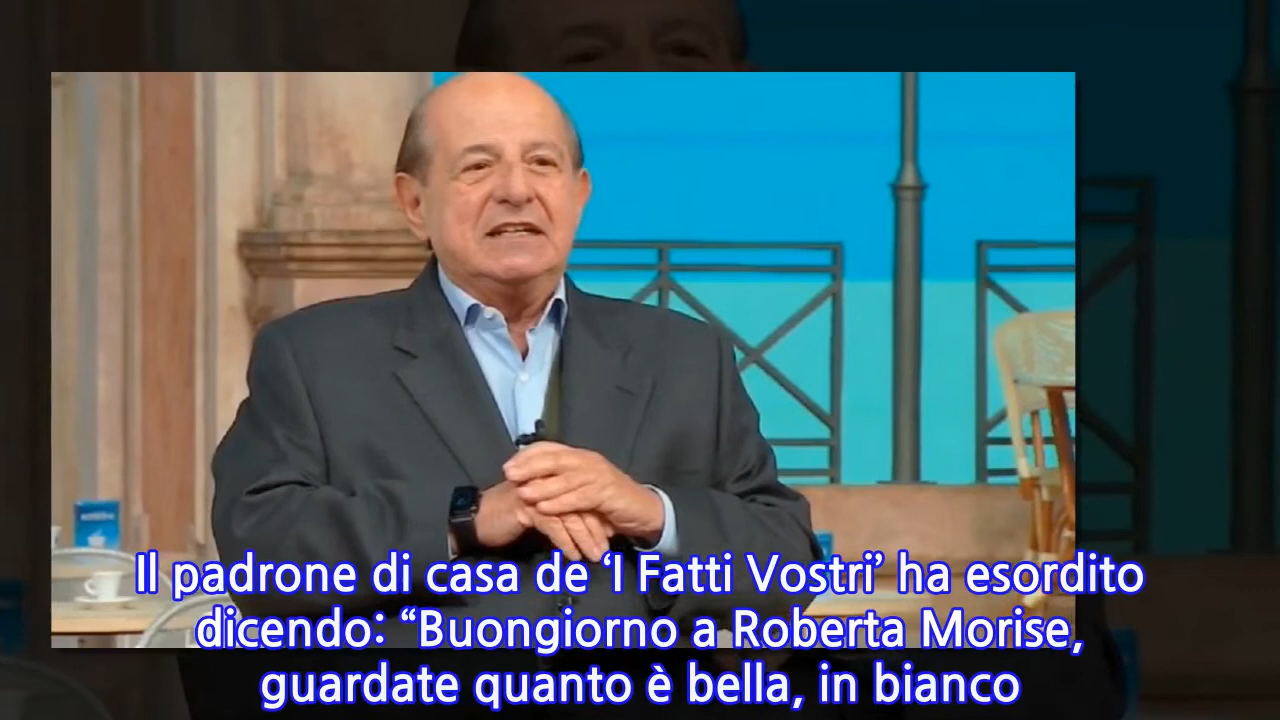 Il padrone di casa de ‘I Fatti Vostri’ ha esordito
dicendo: “Buongiorno a Roberta Morise,
guardate quanto è bella, in bianco